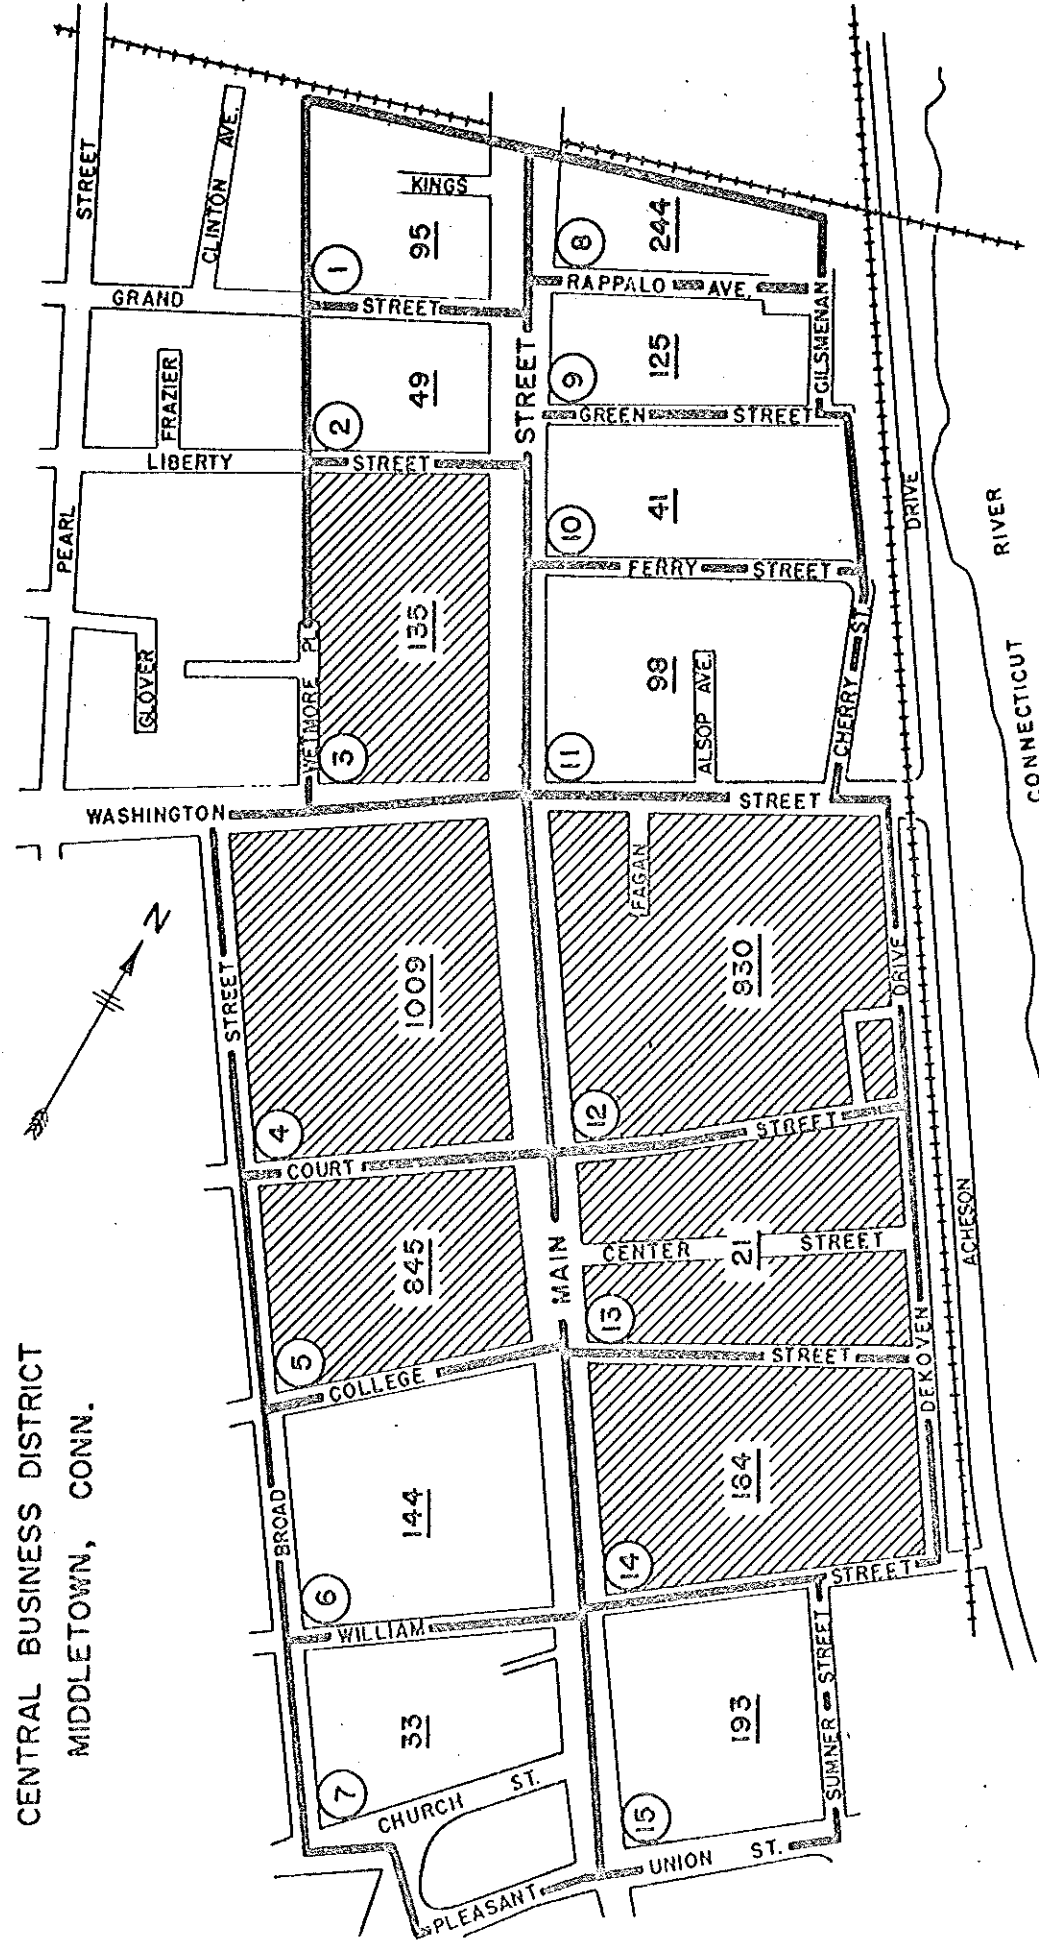 CENTRAL BUSINESS DISTRICT
MIDDLETOWN, CONN.
N
STREET
PEARL
CLINTON AVE.
GRAND
STREET
FRAZIER
LIBERTY
STREET
GLOVER
WETMORE PL
WASHINGTON
STREET
KINGS
1
95
2
49
3
135
4
1009
5
845
6
144
7
33
8
244
9
125
10
41
11
98
12
830
13
21
14
184
15
193
BROAD
STREET
MAIN
STREET
RAPPALO AVE.
GILSMENAN
GREEN STREET
FERRY STREET
ALSOP AVE.
CHERRY ST.
FAGAN
COURT
STREET
CENTER STREET
COLLEGE
STREET
WILLIAM
STREET
SUMNER STREET
CHURCH ST.
PLEASANT
UNION ST.
DEKOVEN
DRIVE
ACHESON
DRIVE
CONNECTICUT
RIVER